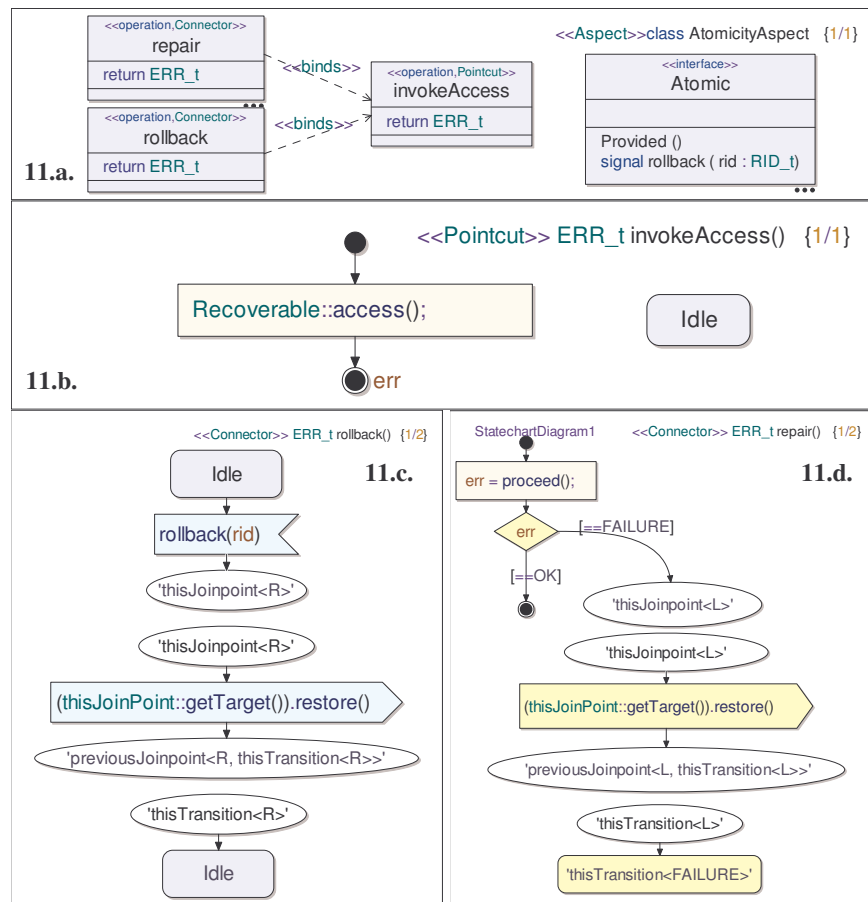 <<operation,Connector>>
repair
return ERR_t
<<binds>>
<<operation,Connector>>
rollback
return ERR_t
<<binds>>
<<operation,Pointcut>>
invokeAccess
return ERR_t
<<Aspect>>class AtomicityAspect {1/1}
<<interface>>
Atomic
Provided ()
signal rollback ( rid : RID_t)
11.a.
<<Pointcut>> ERR_t invokeAccess() {1/1}
Recoverable::access();
Idle
err
11.b.
<<Connector>> ERR_t rollback() {1/2}
11.c.
Idle
rollback(rid)
'thisJoinpoint<R>'
'thisJoinpoint<R>'
(thisJoinPoint::getTarget()).restore()
'previousJoinpoint<R, thisTransition<R>>'
'thisTransition<R>'
Idle
StatechartDiagram1 <<Connector>> ERR_t repair() {1/2}
11.d.
err = proceed();
err
[==FAILURE]
[==OK]
'thisJoinpoint<L>'
'thisJoinpoint<L>'
(thisJoinPoint::getTarget()).restore()
'previousJoinpoint<L, thisTransition<L>>'
'thisTransition<L>'
'thisTransition<FAILURE>'